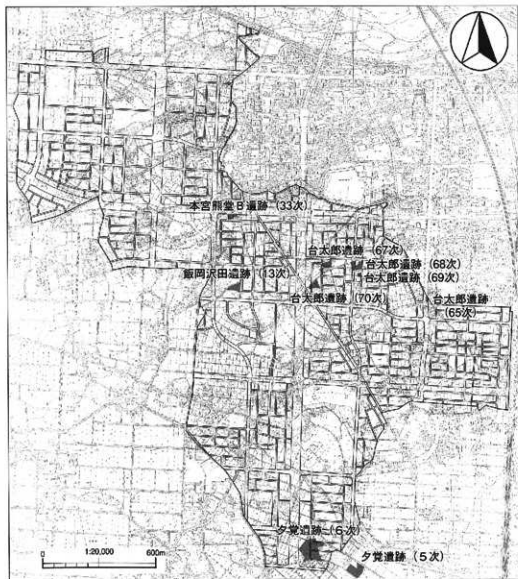 本宮熊堂B遺跡（33次）
台太郎遺跡（67次）
台太郎遺跡（68次）
台太郎遺跡（69次）
飯岡沢田遺跡（13次）
台太郎遺跡（70次）
台太郎遺跡
（65次）
夕覚遺跡（6次）
夕覚遺跡（5次）
0 1:20,000 600m